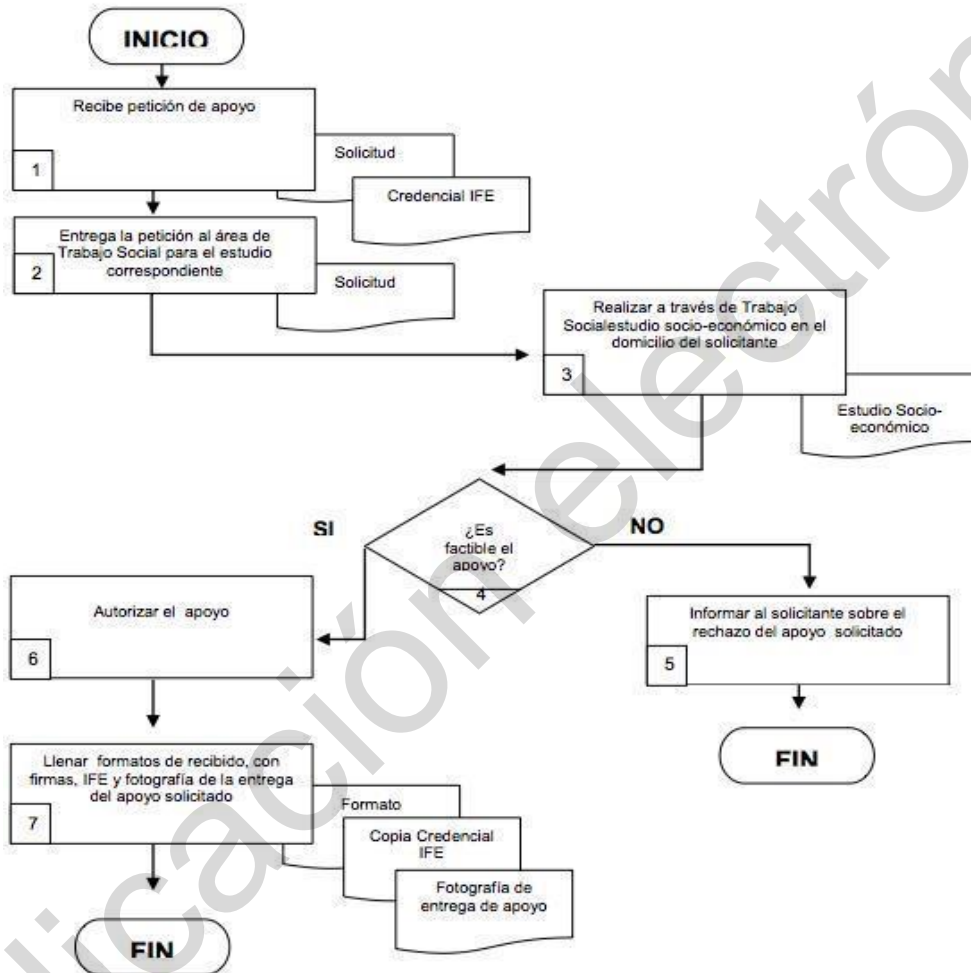 INICIO
Recibe petición de apoyo
1
Solicitud
Credencial IFE
Entrega la petición al área de
Trabajo Social para el estudio
correspondiente
2
Solicitud
Realizar a través de Trabajo
Socialestudio socio-económico en el
domicilio del solicitante
3
Estudio Socio-
económico
¿Es
factible el
apoyo?
4
SI
NO
Informar al solicitante sobre el
rechazo del apoyo solicitado
5
FIN
Autorizar el apoyo
6
Llenar formatos de recibido, con
firmas, IFE y fotografía de la entrega
del apoyo solicitado
7
Formato
Copia Credencial
IFE
Fotografía de
entrega de apoyo
FIN
licación electrón